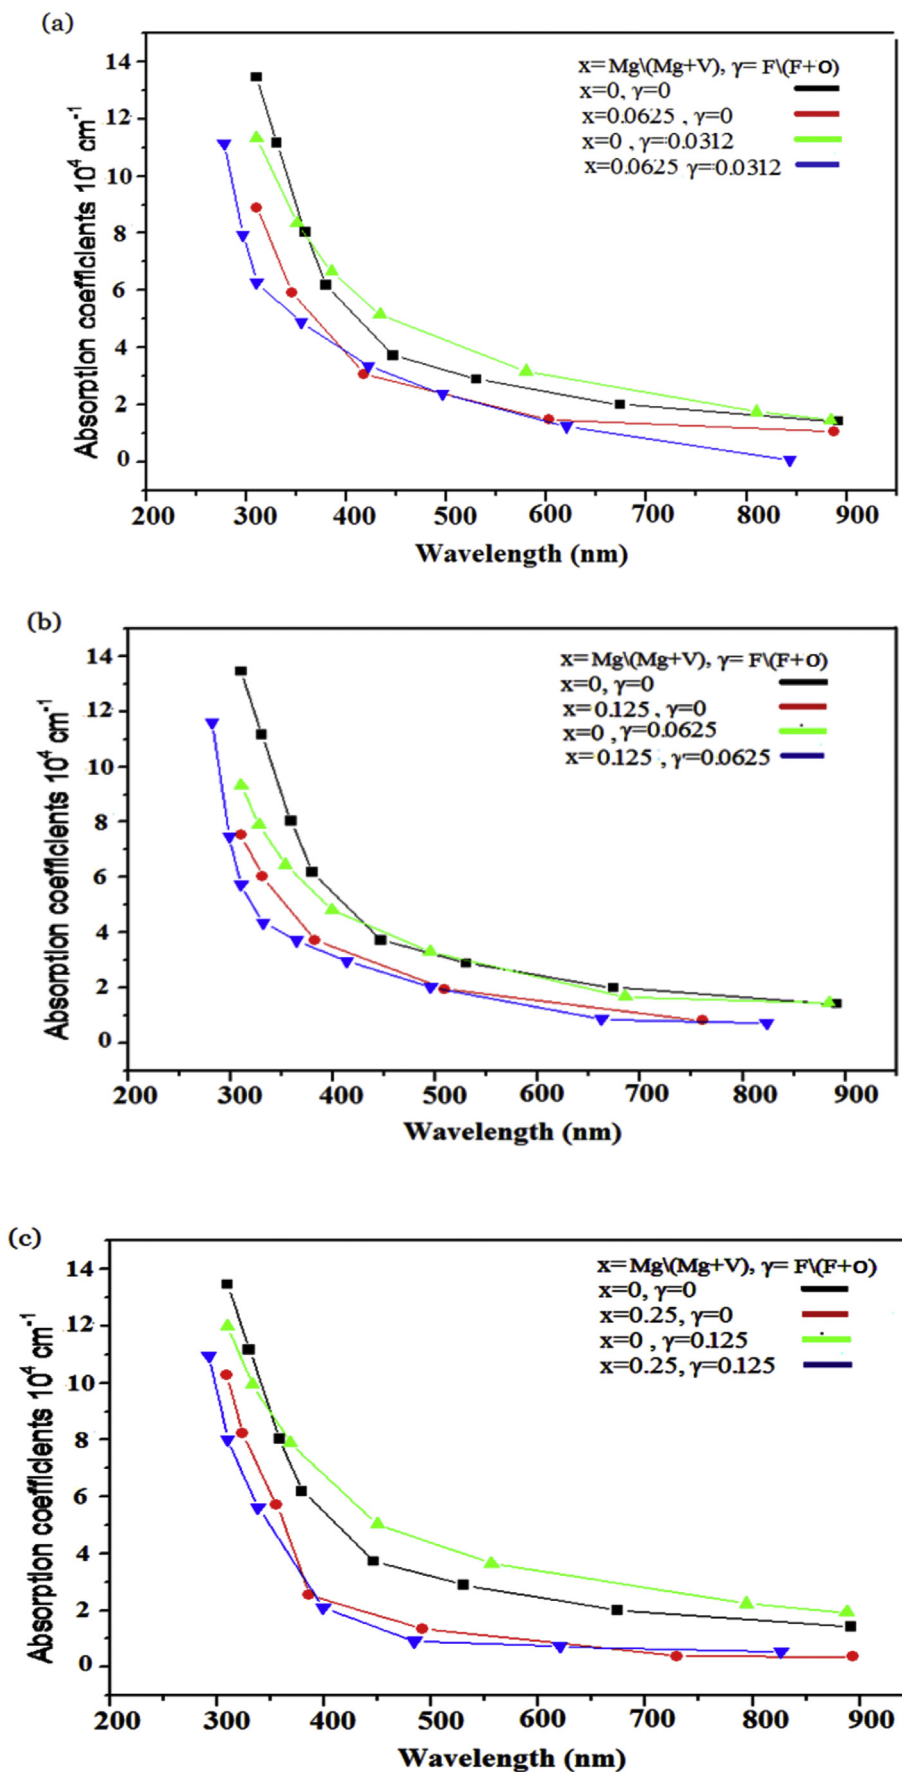 (a)
14
12
10
8
6
4
2
0
Absorption coefficients 10⁴ cm⁻¹
x= Mg\(Mg+V), γ= F\(F+O)
x=0, γ=0
x=0.0625 , γ=0
x=0 , γ=0.0312
x=0.0625 γ=0.0312
200 300 400 500 600 700 800 900
Wavelength (nm)
(b)
14
12
10
8
6
4
2
0
Absorption coefficients 10⁴ cm⁻¹
x= Mg\(Mg+V), γ= F\(F+O)
x=0, γ=0
x= 0.125 , γ=0
x=0 , γ=0.0625
x= 0.125 , γ=0.0625
200 300 400 500 600 700 800 900
Wavelength (nm)
(c)
14
12
10
8
6
4
2
0
Absorption coefficients 10⁴ cm⁻¹
x= Mg\(Mg+V), γ= F\(F+O)
x=0, γ=0
x=0.25, γ=0
x=0 , γ=0.125
x=0.25, γ=0.125
200 300 400 500 600 700 800 900
Wavelength (nm)